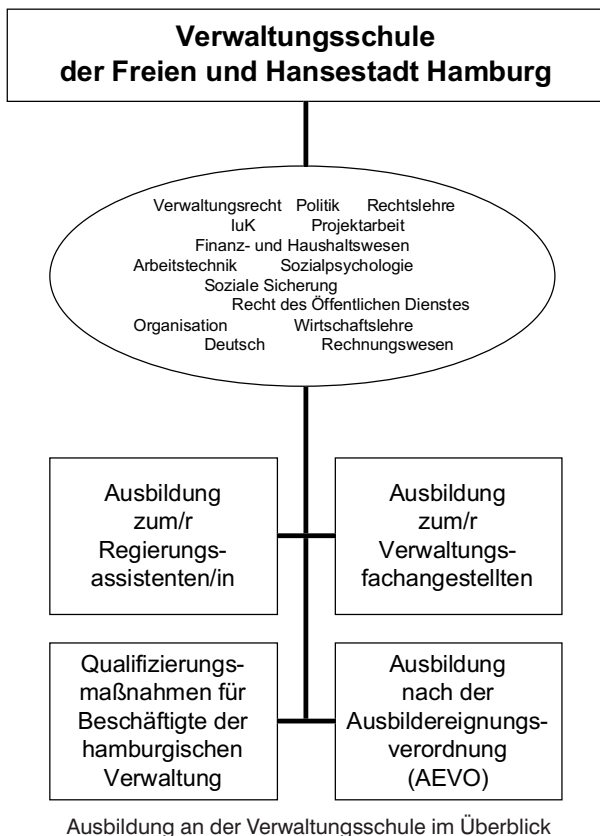 Verwaltungsschule
der Freien und Hansestadt Hamburg
Verwaltungsrecht Politik Rechtslehre
IuK Projektarbeit
Finanz- und Haushaltswesen
Arbeitstechnik Sozialpsychologie
Soziale Sicherung
Recht des Öffentlichen Dienstes
Organisation Wirtschaftslehre
Deutsch Rechnungswesen
Ausbildung
zum/r
Regierungs-
assistenten/in
Ausbildung
zum/r
Verwaltungs-
fachangestellten
Qualifizierungs-
maßnahmen für
Beschäftigte der
hamburgischen
Verwaltung
Ausbildung
nach der
Ausbildereignungs-
verordnung
(AEVO)
Ausbildung an der Verwaltungsschule im Überblick